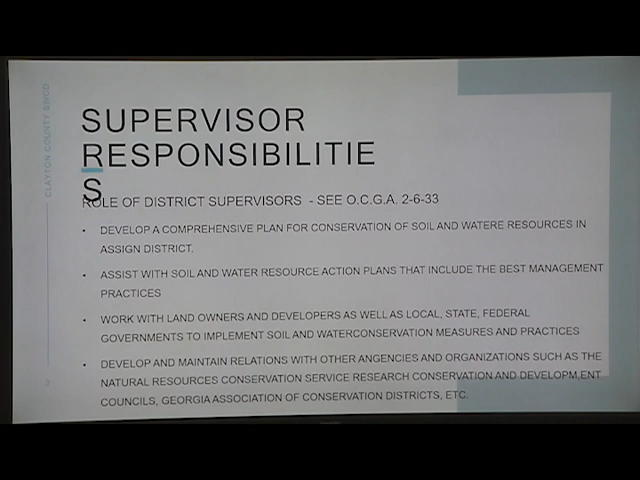 CLAYTON COUNTY SWCD
SUPERVISOR
RESPONSIBILITIE
S
ROLE OF DISTRICT SUPERVISORS - SEE O.C.G.A. 2-6-33
• DEVELOP A COMPREHENSIVE PLAN FOR CONSERVATION OF SOIL AND WATERE RESOURCES IN
ASSIGN DISTRICT.
• ASSIST WITH SOIL AND WATER RESOURCE ACTION PLANS THAT INCLUDE THE BEST MANAGEMENT
PRACTICES
• WORK WITH LAND OWNERS AND DEVELOPERS AS WELL AS LOCAL, STATE, FEDERAL
GOVERNMENTS TO IMPLEMENT SOIL AND WATERCONSERVATION MEASURES AND PRACTICES
• DEVELOP AND MAINTAIN RELATIONS WITH OTHER ANGENCIES AND ORGANIZATIONS SUCH AS THE
NATURAL RESOURCES CONSERVATION SERVICE RESEARCH CONSERVATION AND DEVELOPM,ENT
COUNCILS, GEORGIA ASSOCIATION OF CONSERVATION DISTRICTS, ETC.